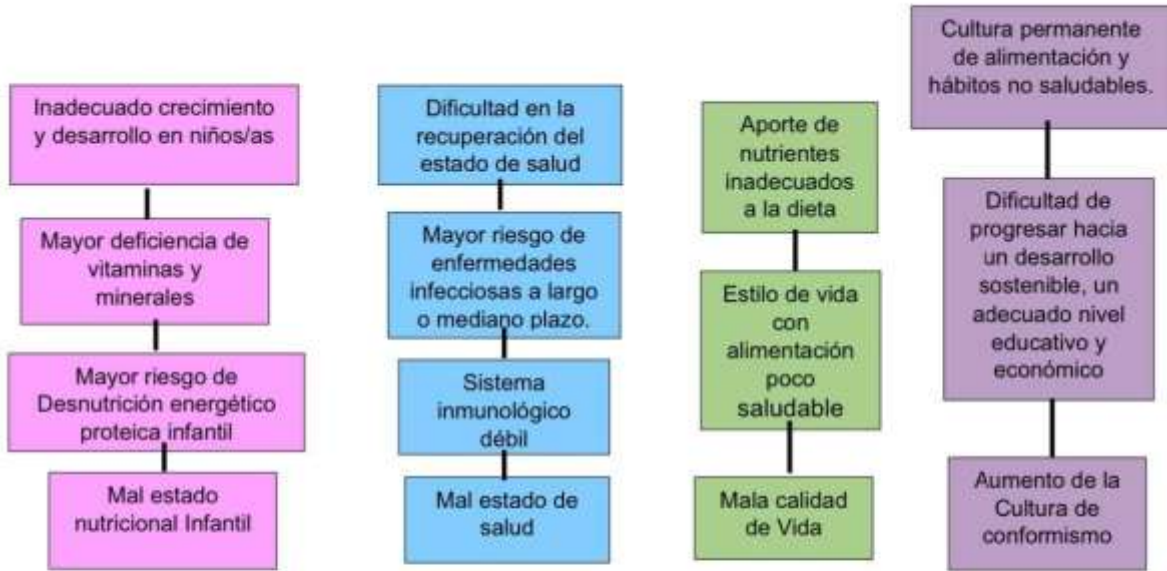 Inadecuado crecimiento
y desarrollo en niños/as
Mayor deficiencia de
vitaminas y
minerales
Mayor riesgo de
Desnutrición energético
proteica infantil
Mal estado
nutricional Infantil
Dificultad en la
recuperación del
estado de salud
Mayor riesgo de
enfermedades
infecciosas a largo
o mediano plazo.
Sistema
inmunológico
débil
Mal estado de
salud
Aporte de
nutrientes
inadecuados
a la dieta
Estilo de vida
con
alimentación
poco
saludable
Mala calidad
de Vida
Cultura permanente
de alimentación y
hábitos no saludables.
Dificultad de
progresar hacia
un desarrollo
sostenible, un
adecuado nivel
educativo y
económico
Aumento de la
Cultura de
conformismo